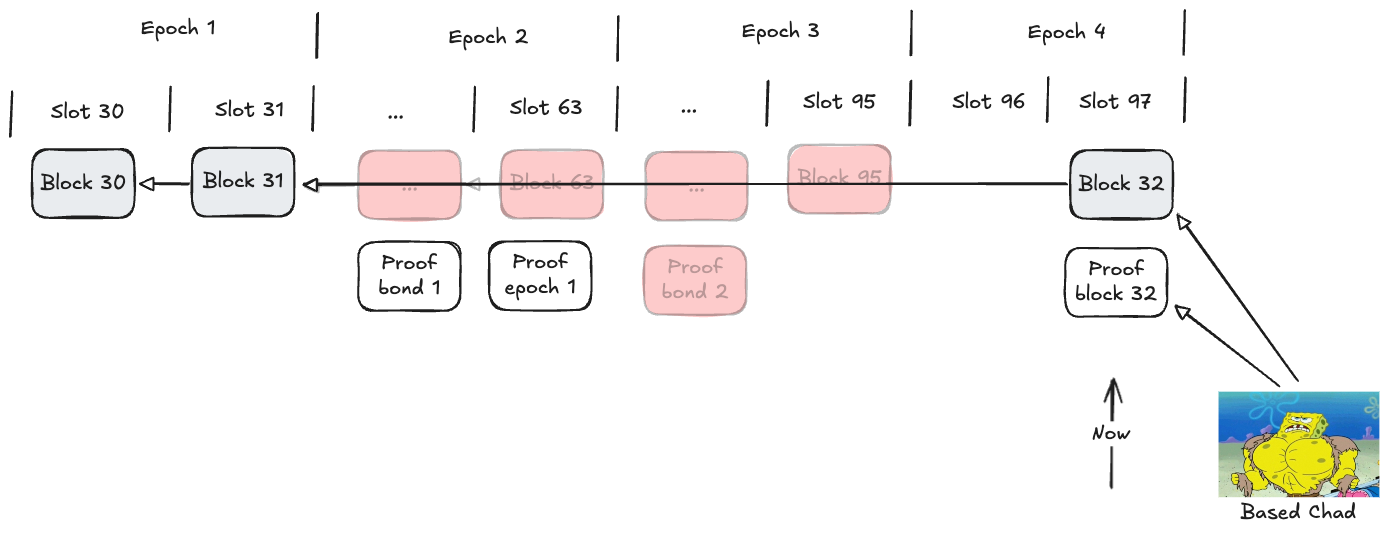 Epoch 1
Epoch 2
Epoch 3
Epoch 4
Slot 30
Slot 31
...
Slot 63
...
Slot 95
Slot 96
Slot 97
Block 30
Block 31
...
Block 63
...
Block 95
Block 32
Proof
bond 1
Proof
epoch 1
Proof
bond 2
Proof
block 32
Now
Based Chad